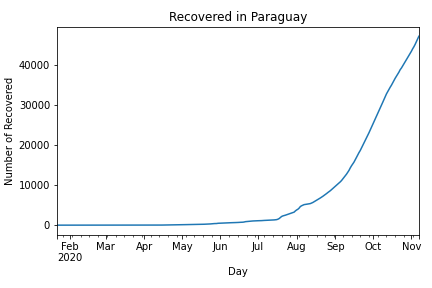 Recovered in Paraguay
Number of Recovered
40000
30000
20000
10000
0
Feb Mar Apr May Jun Jul Aug Sep Oct Nov
2020
Day